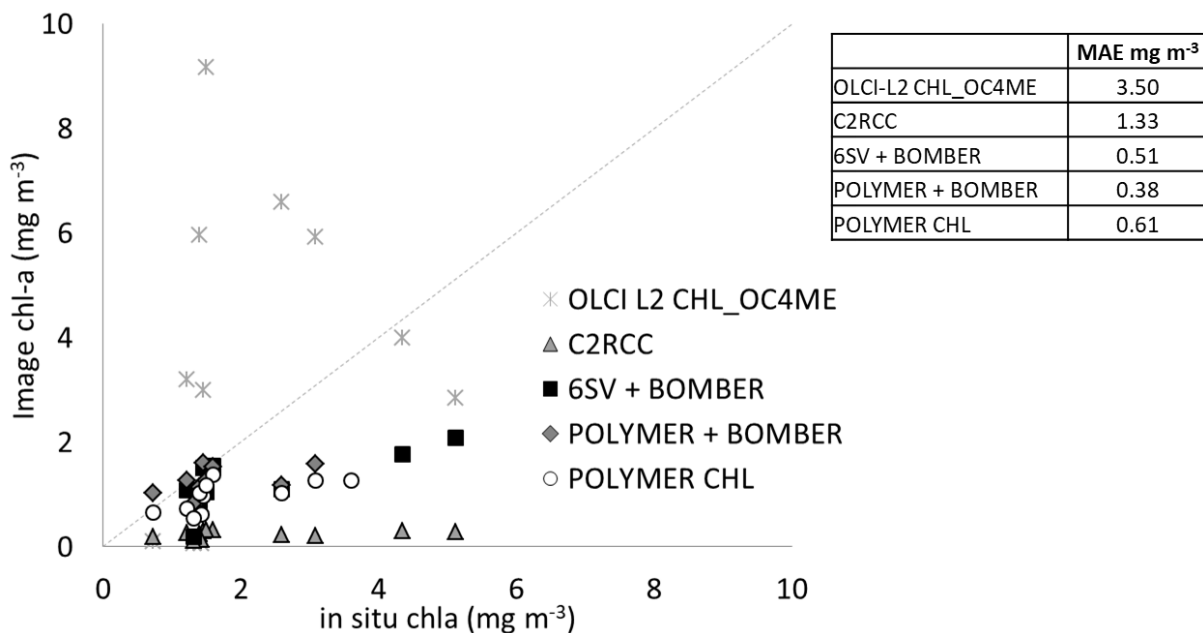 10
8
6
4
2
0
Image chl-a (mg m⁻³)
0 2 4 6 8 10
in situ chla (mg m⁻³)
OLCI L2 CHL_OC4ME
C2RCC
6SV + BOMBER
POLYMER + BOMBER
POLYMER CHL
MAE mg m⁻³
OLCI-L2 CHL_OC4ME 3.50
C2RCC 1.33
6SV + BOMBER 0.51
POLYMER + BOMBER 0.38
POLYMER CHL 0.61